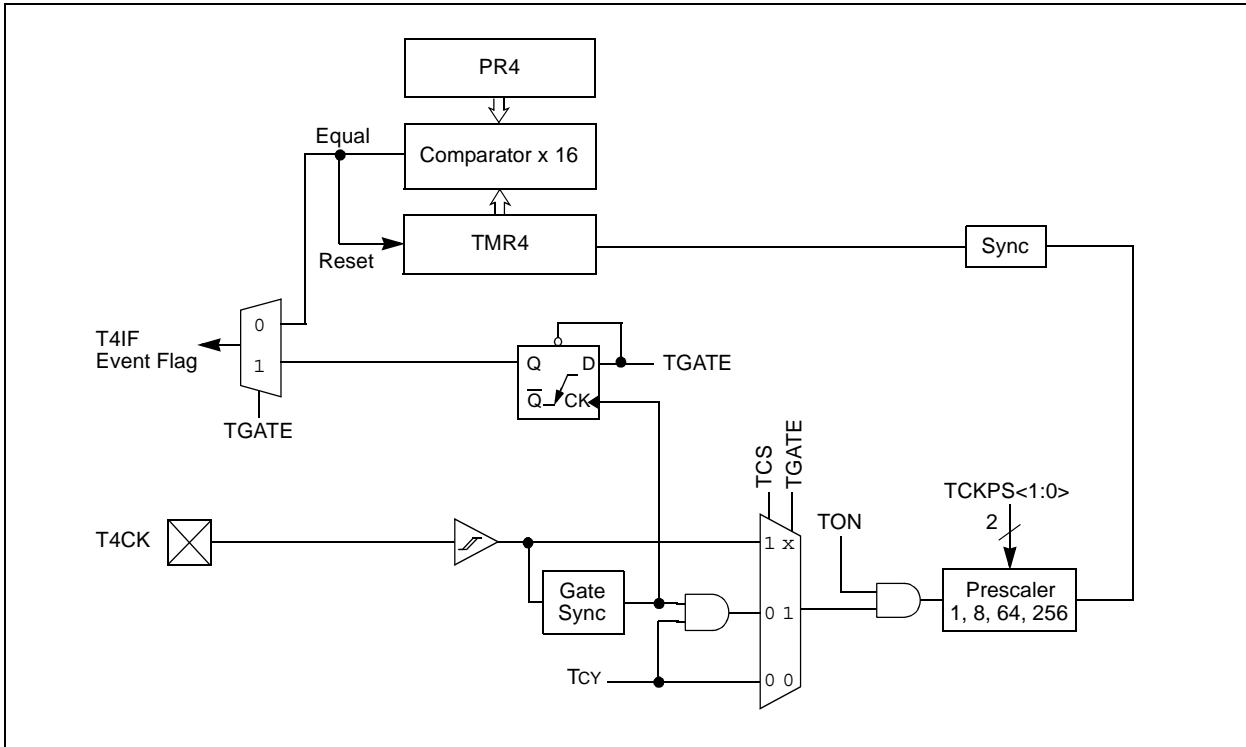 PR4
Equal
Comparator x 16
TMR4
Reset
Sync
0
1
T4IF
Event Flag
TGATE
Q
D
Q̅
CK
TGATE
TCS
TGATE
TCKPS<1:0>
2
TON
T4CK
1 x
Gate
Sync
0 1
Prescaler
1, 8, 64, 256
TCY
0 0